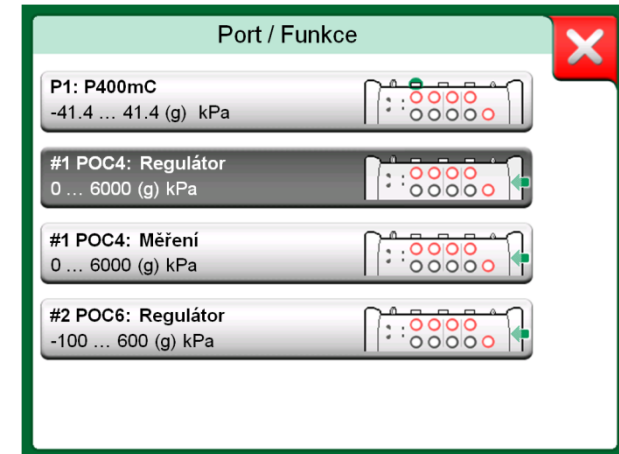 Port / Funkce
P1: P400mC
-41.4 ... 41.4 (g) kPa
#1 POC4: Regulátor
0 ... 6000 (g) kPa
#1 POC4: Měření
0 ... 6000 (g) kPa
#2 POC6: Regulátor
-100 ... 600 (g) kPa